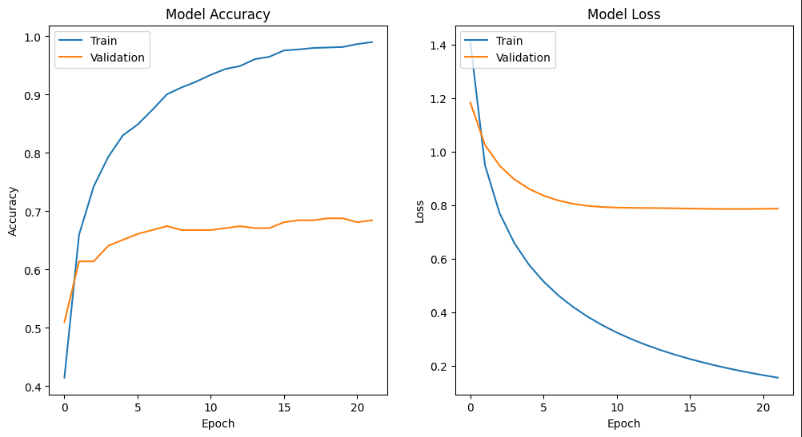 Model Accuracy
Train
Validation
1.0
0.9
0.8
0.7
0.6
0.5
0.4
Accuracy
0
5
10
15
20
Epoch
Model Loss
Train
Validation
1.4
1.2
1.0
0.8
0.6
0.4
0.2
Loss
0
5
10
15
20
Epoch